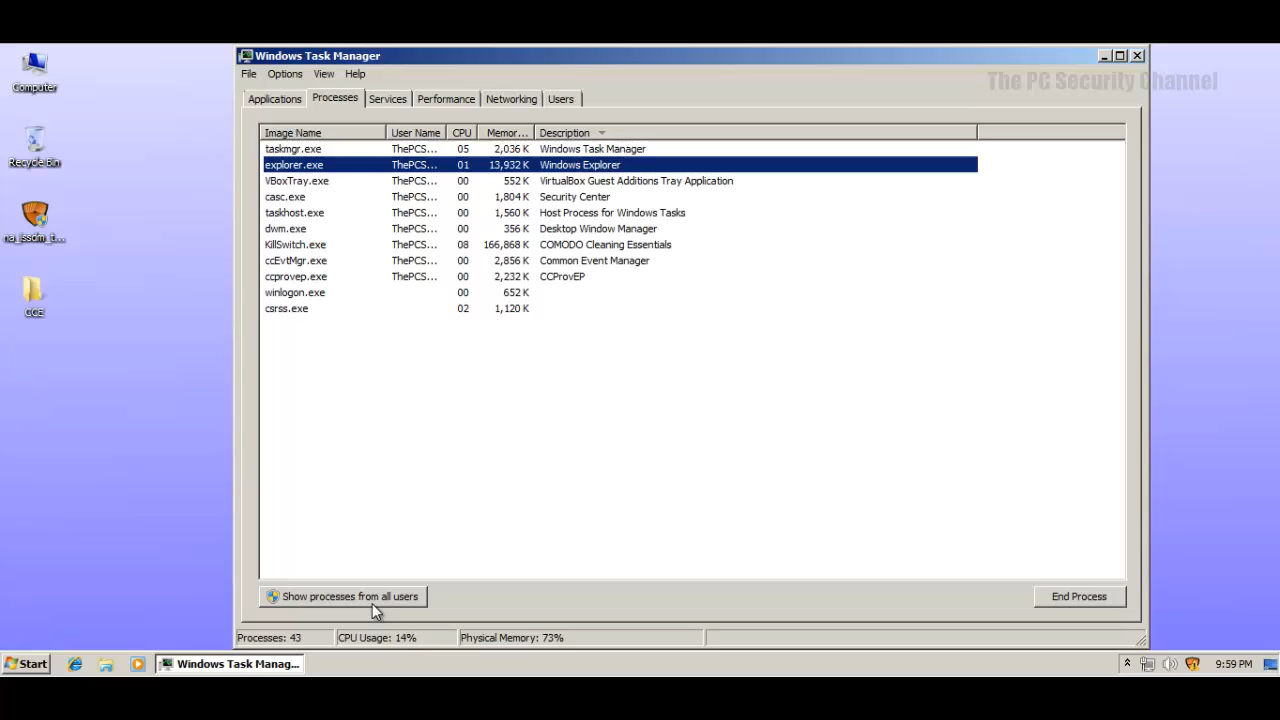 Windows Task Manager
File Options View Help
The PC Security Channel
Applications Processes Services Performance Networking Users
Image Name User Name CPU Memor... Description
taskmgr.exe ThePCS... 05 2,036 K Windows Task Manager
explorer.exe ThePCS... 01 13,932 K Windows Explorer
VBoxTray.exe ThePCS... 00 552 K VirtualBox Guest Additions Tray Application
casc.exe ThePCS... 00 1,804 K Security Center
taskhost.exe ThePCS... 00 1,560 K Host Process for Windows Tasks
dwm.exe ThePCS... 00 356 K Desktop Window Manager
KillSwitch.exe ThePCS... 08 166,868 K COMODO Cleaning Essentials
ccEvtMgr.exe ThePCS... 00 2,856 K Common Event Manager
ccprovep.exe ThePCS... 00 2,232 K CCProvEP
winlogon.exe 00 652 K
csrss.exe 02 1,120 K
Show processes from all users End Process
Processes: 43 CPU Usage: 14% Physical Memory: 73%
Computer
Recycle Bin
na_issdm_t...
CCE
Start Windows Task Manag... 9:59 PM